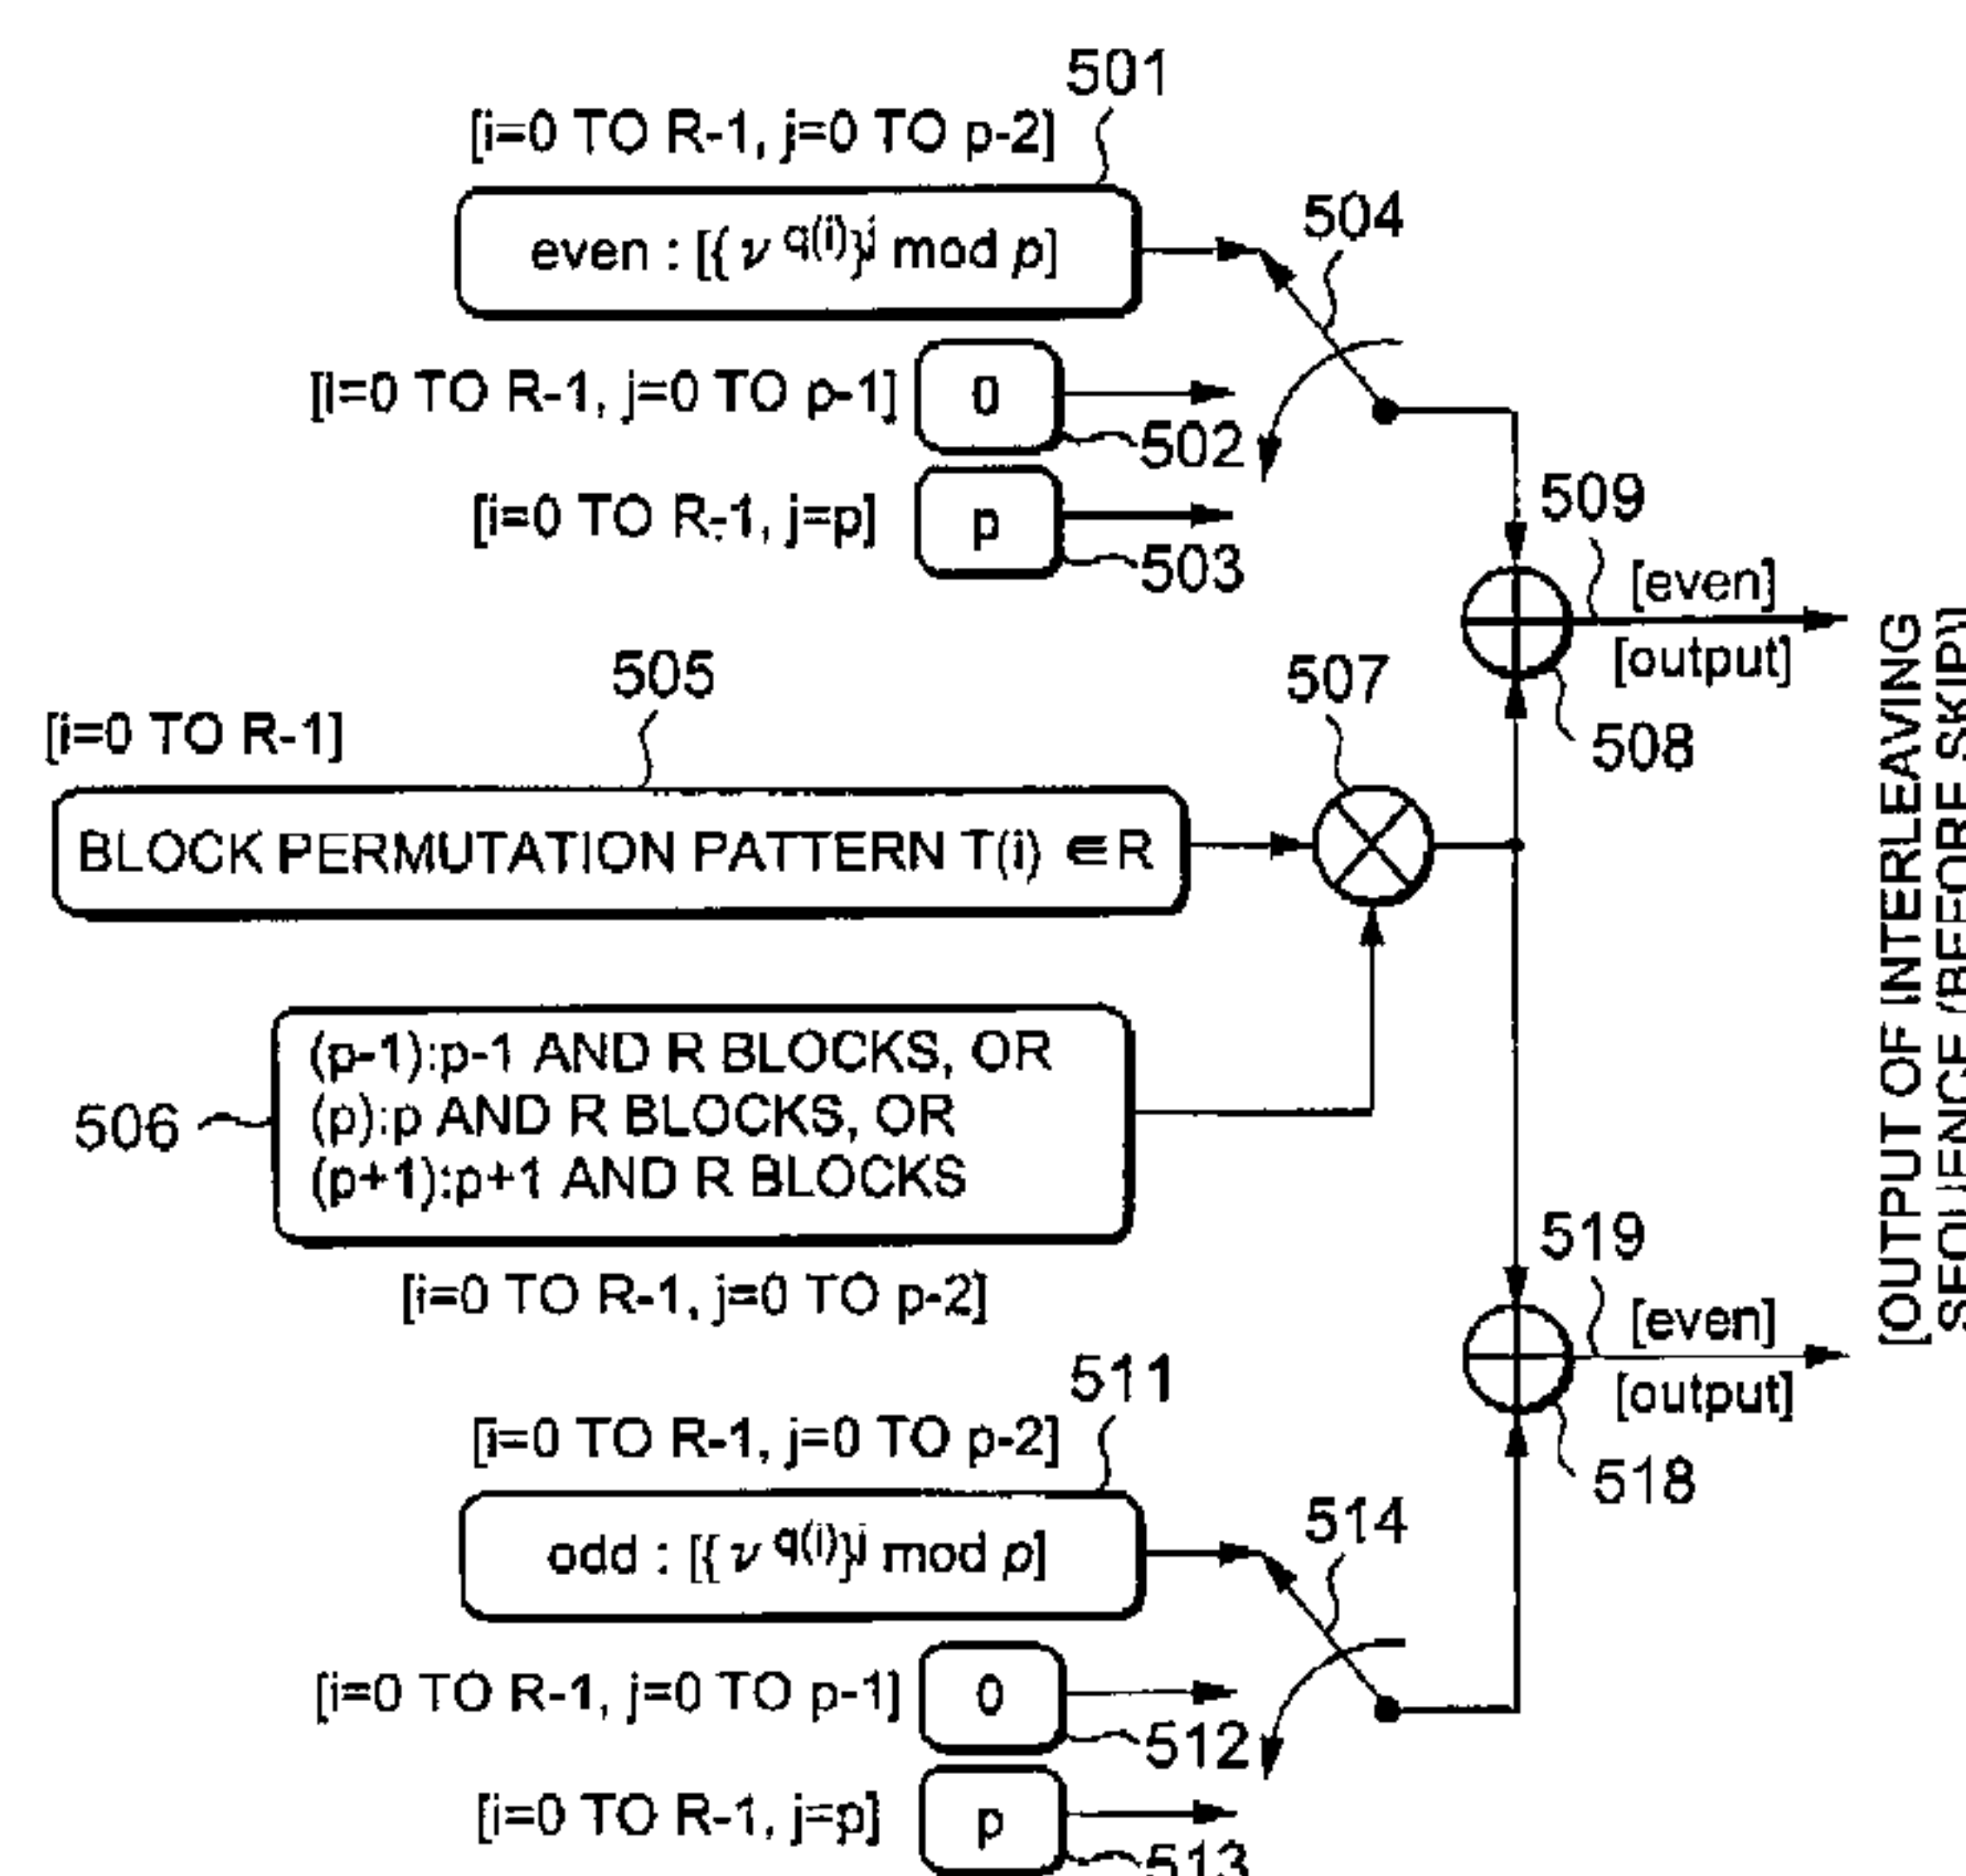 501
[i=0 TO R-1, j=0 TO p-2]
even : [{ν q(i)}j mod p]
504
[i=0 TO R-1, j=0 TO p-1]
0
502
[i=0 TO R-1, j=p]
p
503
509
[even]
[output]
508
505
507
[i=0 TO R-1]
BLOCK PERMUTATION PATTERN T(i) ∈R
506
(p-1):p-1 AND R BLOCKS, OR
(p):p AND R BLOCKS, OR
(p+1):p+1 AND R BLOCKS
[i=0 TO R-1, j=0 TO p-2]
519
[even]
[output]
518
511
[i=0 TO R-1, j=0 TO p-2]
odd : [{ν q(i)}j mod p]
514
[i=0 TO R-1, j=0 TO p-1]
0
512
[i=0 TO R-1, j=p]
p
513
[OUTPUT OF INTERLEAVING
SEQUENCE (BEFORE SKIP)]